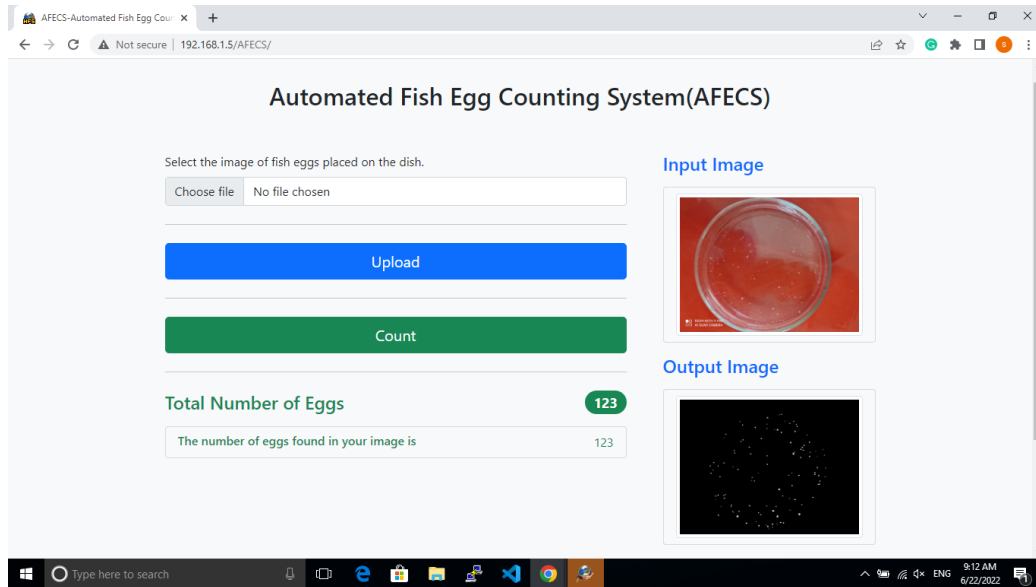 AFECS-Automated Fish Egg Coun
Not secure
192.168.1.5/AFECS/
S
Automated Fish Egg Counting System(AFECS)
Select the image of fish eggs placed on the dish.
Choose file No file chosen
Upload
Count
Total Number of Eggs 123
The number of eggs found in your image is 123
Input Image
Output Image
Type here to search
ENG
9:12 AM
6/22/2022